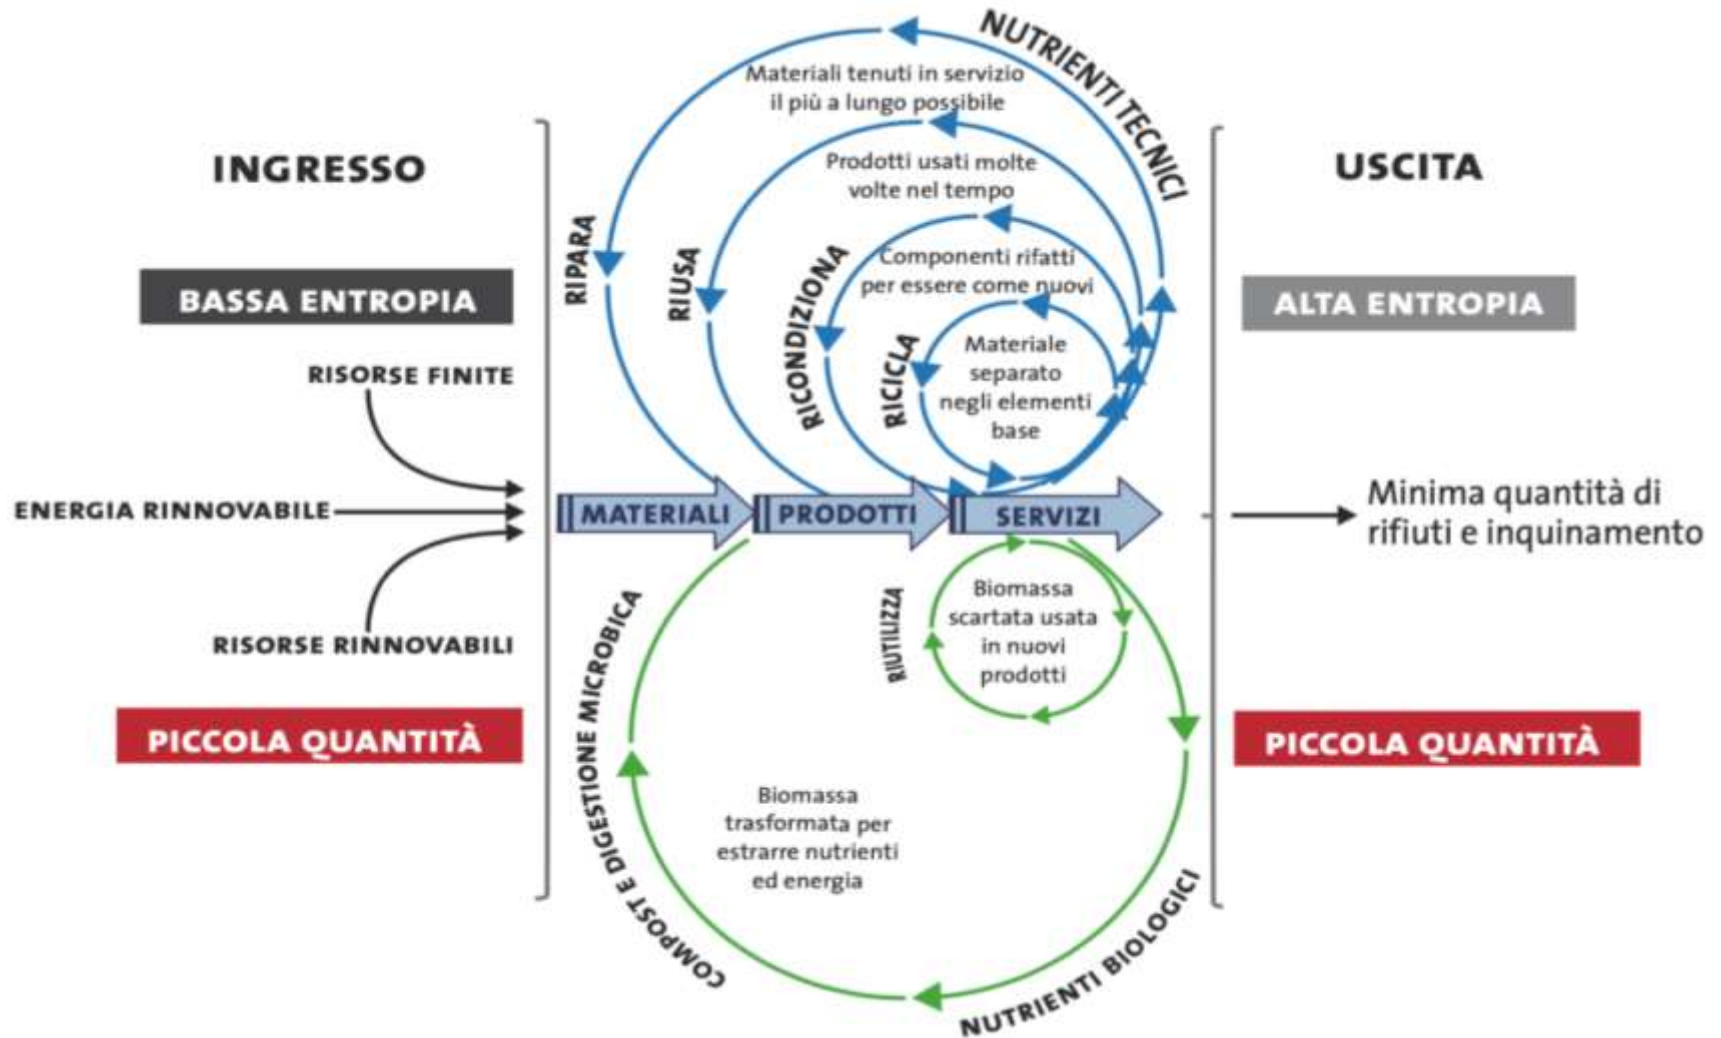 INGRESSO
BASSA ENTROPIA
RISORSE FINITE
ENERGIA RINNOVABILE
RISORSE RINNOVABILI
PICCOLA QUANTITÀ
NUTRIENTI TECNICI
Materiali tenuti in servizio
il più a lungo possibile
RIPARA
Prodotti usati molte
volte nel tempo
RIUSA
Componenti rifatti
per essere come nuovi
RICONDIZIONA
Materiale
separato
negli elementi
base
RICICLA
MATERIALI
PRODOTTI
SERVIZI
Biomassa
scartata usata
in nuovi
prodotti
RIUTILIZZA
Biomassa
trasformata per
estrarre nutrienti
ed energia
COMPOST E DIGESTIONE MICROBICA
NUTRIENTI BIOLOGICI
USCITA
ALTA ENTROPIA
Minima quantità di
rifiuti e inquinamento
PICCOLA QUANTITÀ